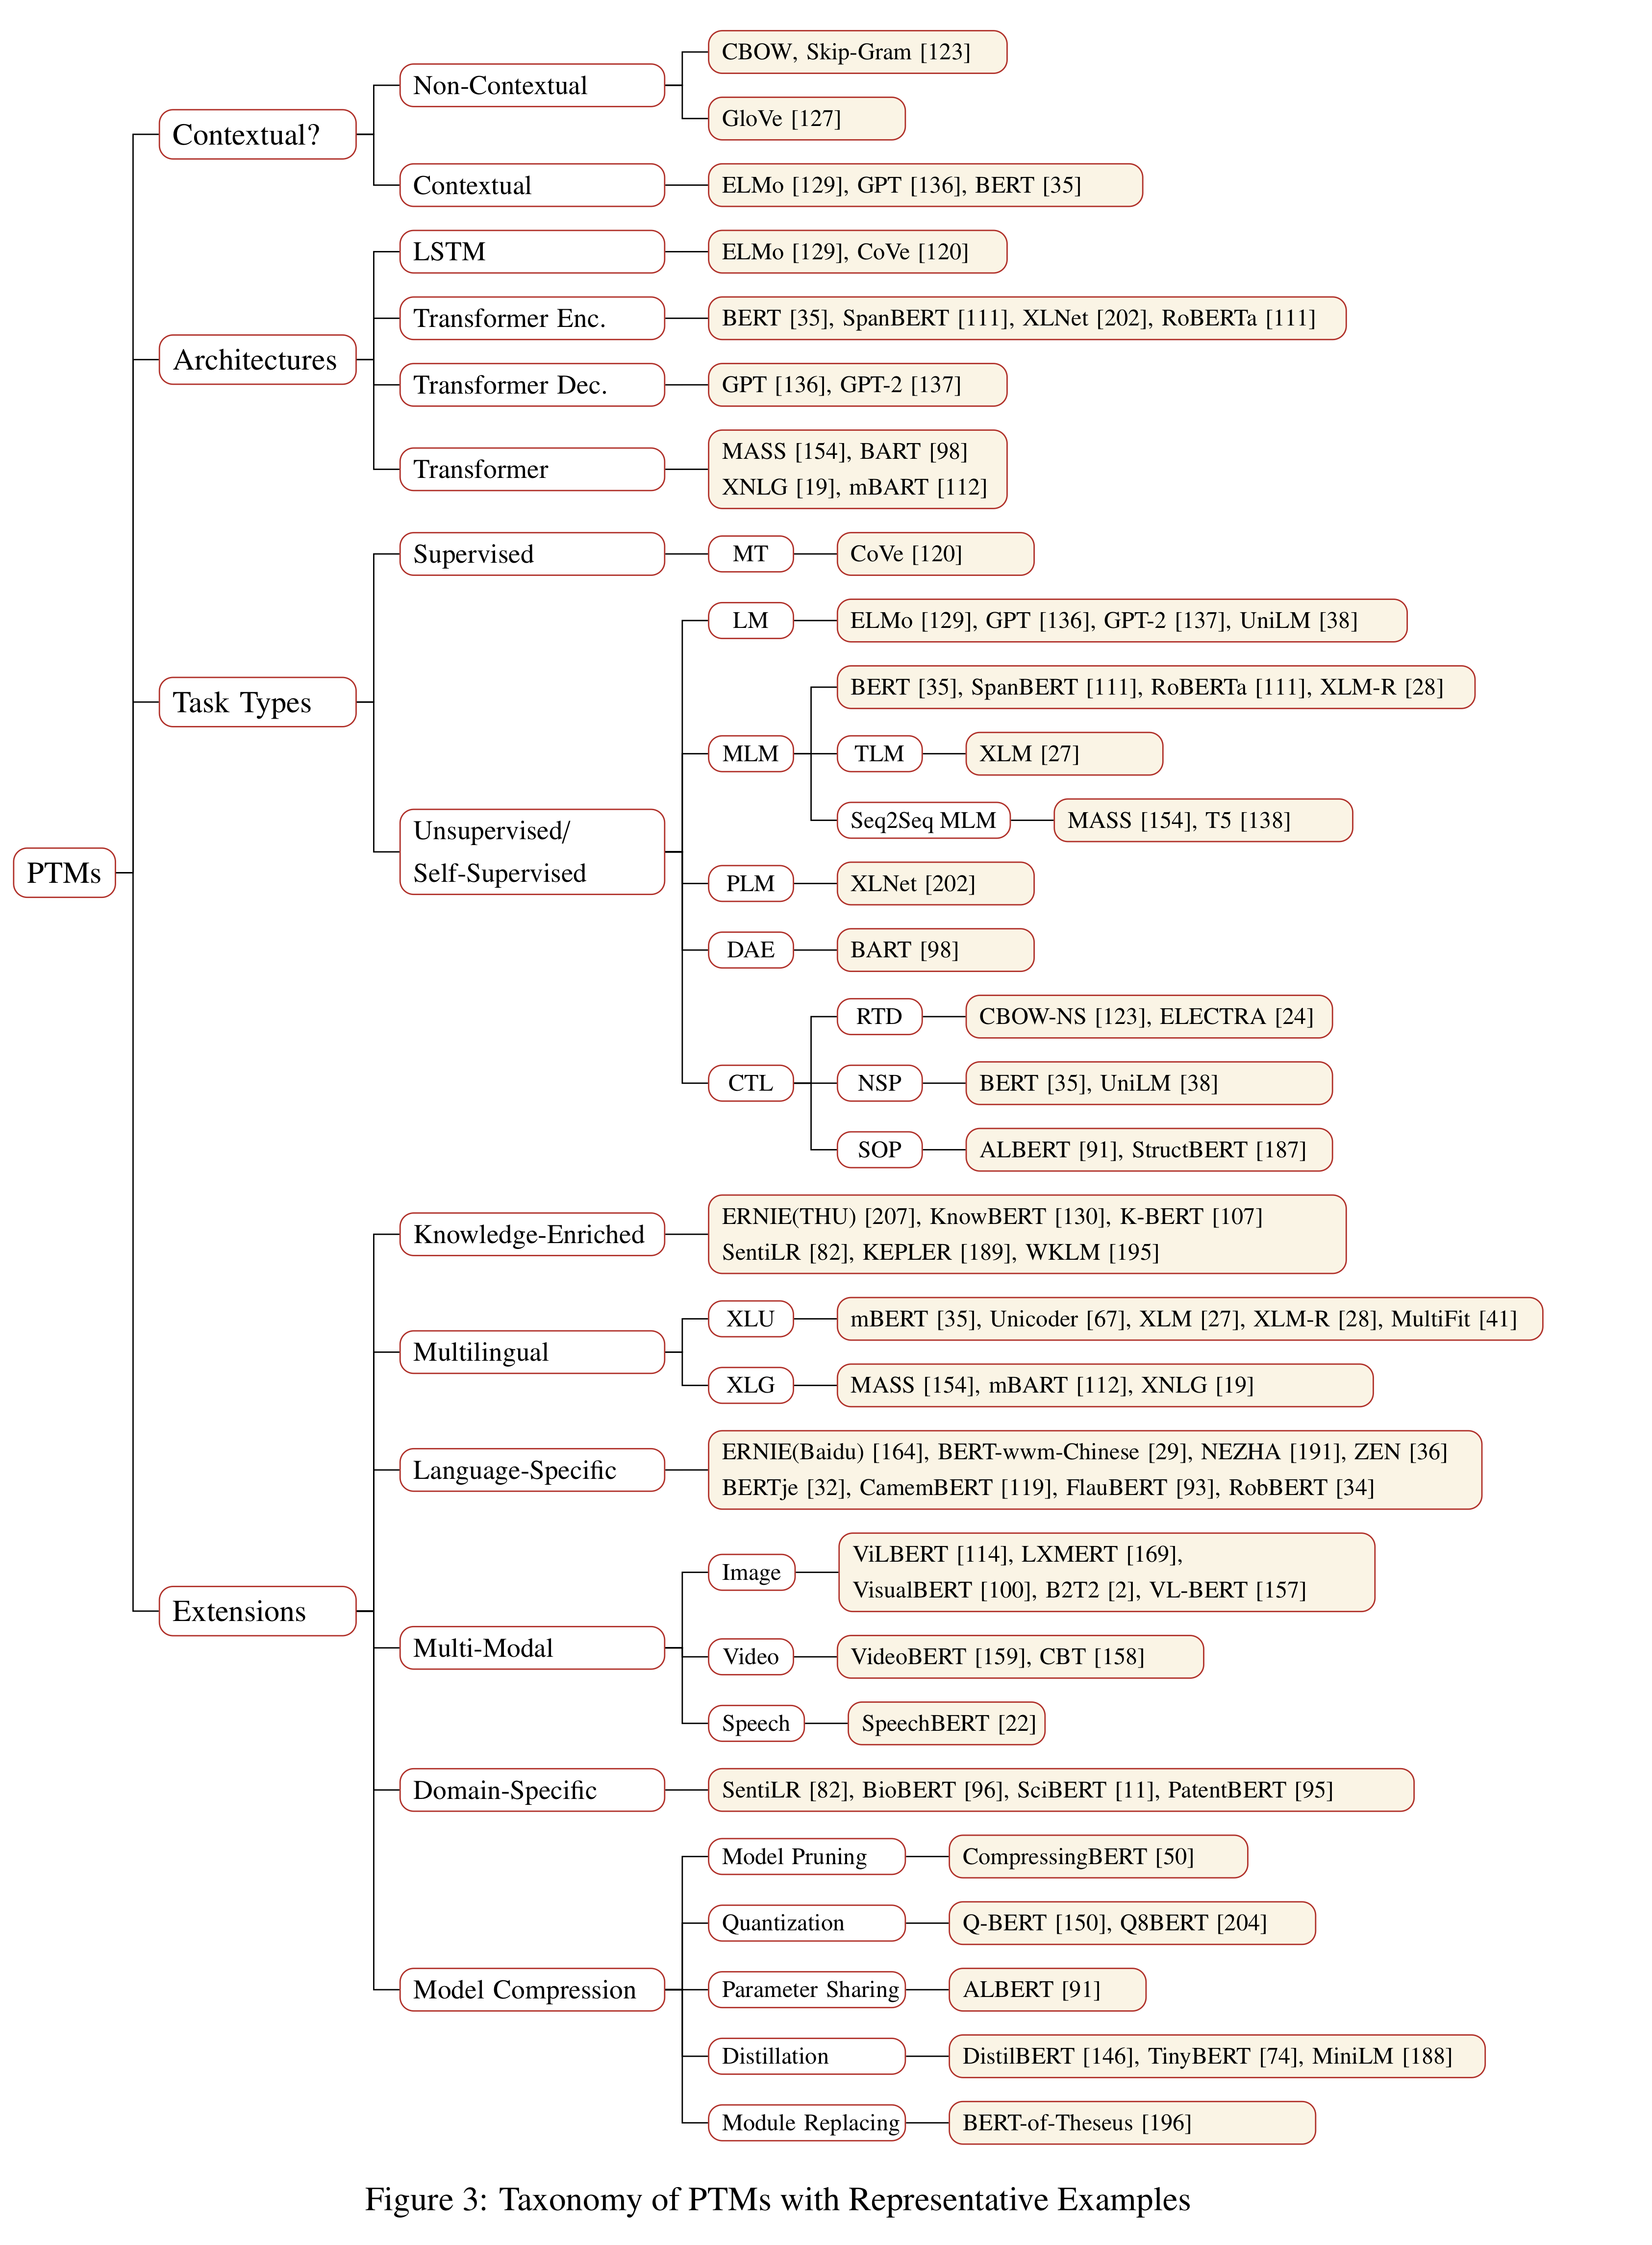 CBOW, Skip-Gram [123]
Non-Contextual
GloVe [127]
Contextual?
Contextual
ELMo [129], GPT [136], BERT [35]
LSTM
ELMo [129], CoVe [120]
Transformer Enc.
BERT [35], SpanBERT [111], XLNet [202], RoBERTa [111]
Architectures
Transformer Dec.
GPT [136], GPT-2 [137]
Transformer
MASS [154], BART [98]
XNLG [19], mBART [112]
Supervised
MT
CoVe [120]
LM
ELMo [129], GPT [136], GPT-2 [137], UniLM [38]
BERT [35], SpanBERT [111], RoBERTa [111], XLM-R [28]
Task Types
MLM
TLM
XLM [27]
Seq2Seq MLM
MASS [154], T5 [138]
Unsupervised/
Self-Supervised
PTMs
PLM
XLNet [202]
DAE
BART [98]
RTD
CBOW-NS [123], ELECTRA [24]
CTL
NSP
BERT [35], UniLM [38]
SOP
ALBERT [91], StructBERT [187]
Knowledge-Enriched
ERNIE(THU) [207], KnowBERT [130], K-BERT [107]
SentiLR [82], KEPLER [189], WKLM [195]
XLU
mBERT [35], Unicoder [67], XLM [27], XLM-R [28], MultiFit [41]
Multilingual
XLG
MASS [154], mBART [112], XNLG [19]
Language-Specific
ERNIE(Baidu) [164], BERT-wwm-Chinese [29], NEZHA [191], ZEN [36]
BERTje [32], CamemBERT [119], FlauBERT [93], RobBERT [34]
Image
ViLBERT [114], LXMERT [169],
VisualBERT [100], B2T2 [2], VL-BERT [157]
Extensions
Multi-Modal
Video
VideoBERT [159], CBT [158]
Speech
SpeechBERT [22]
Domain-Specific
SentiLR [82], BioBERT [96], SciBERT [11], PatentBERT [95]
Model Pruning
CompressingBERT [50]
Quantization
Q-BERT [150], Q8BERT [204]
Model Compression
Parameter Sharing
ALBERT [91]
Distillation
DistilBERT [146], TinyBERT [74], MiniLM [188]
Module Replacing
BERT-of-Theseus [196]
Figure 3: Taxonomy of PTMs with Representative Examples